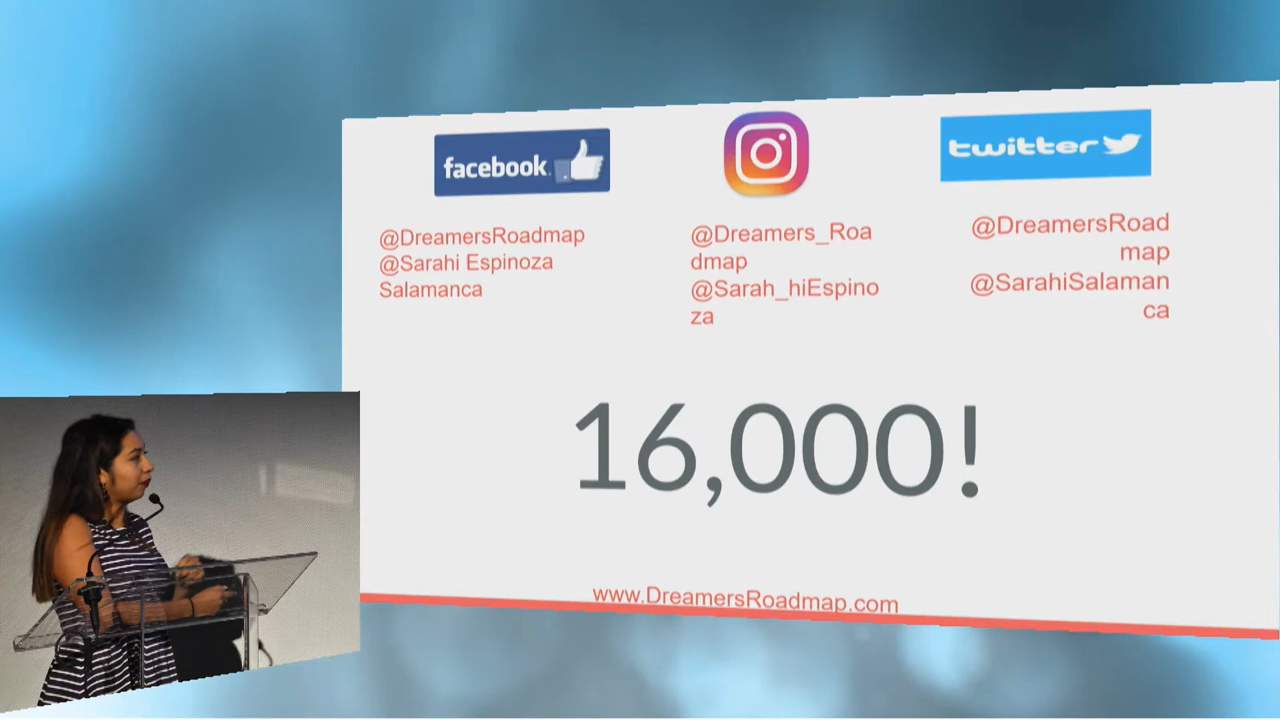 facebook
twitter
@DreamersRoadmap
@Sarahi Espinoza
Salamanca
@Dreamers_Roa
dmap
@Sarah_hiEspino
za
@DreamersRoad
map
@SarahiSalaman
ca
16,000!
www.DreamersRoadmap.com